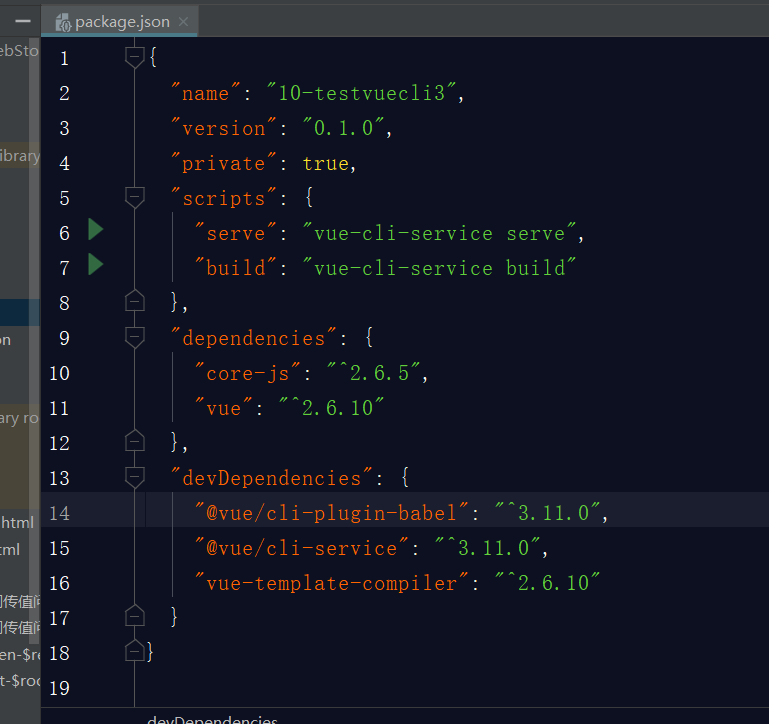 package.json
ebSto
ibrary
on
ary ro
html
ml
传值问
传值问
en-$re
t-$roo
1 {
2 "name": "10-testvuecli3",
3 "version": "0.1.0",
4 "private": true,
5 "scripts": {
6 "serve": "vue-cli-service serve",
7 "build": "vue-cli-service build"
8 },
9 "dependencies": {
10 "core-js": "^2.6.5",
11 "vue": "^2.6.10"
12 },
13 "devDependencies": {
14 "@vue/cli-plugin-babel": "^3.11.0",
15 "@vue/cli-service": "^3.11.0",
16 "vue-template-compiler": "^2.6.10"
17 }
18 }
19
devDependencies